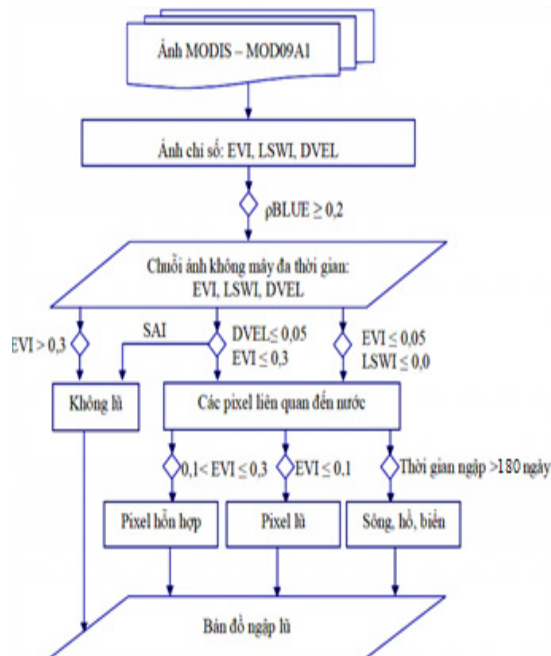 Ảnh MODIS – MOD09A1
Ảnh chỉ số: EVI, LSWI, DVEL
ρBLUE ≥ 0,2
Chuỗi ảnh không mây đa thời gian:
EVI, LSWI, DVEL
EVI > 0,3
SAI
DVEL ≤ 0,05
EVI ≤ 0,3
EVI ≤ 0,05
LSWI ≤ 0,0
Không lũ
Các pixel liên quan đến nước
0,1 < EVI ≤ 0,3
EVI ≤ 0,1
Thời gian ngập >180 ngày
Pixel hỗn hợp
Pixel lũ
Sông, hồ, biển
Bản đồ ngập lũ